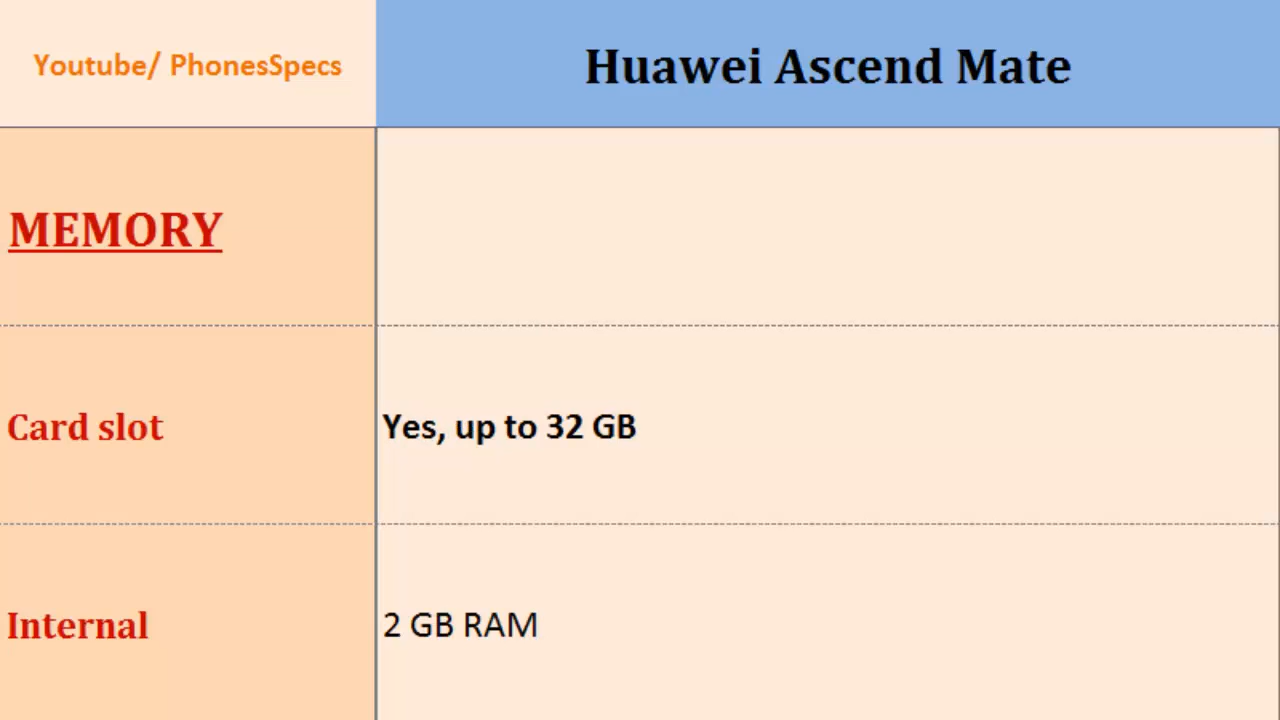 Youtube/ PhonesSpecs
Huawei Ascend Mate
MEMORY
Card slot
Yes, up to 32 GB
Internal
2 GB RAM